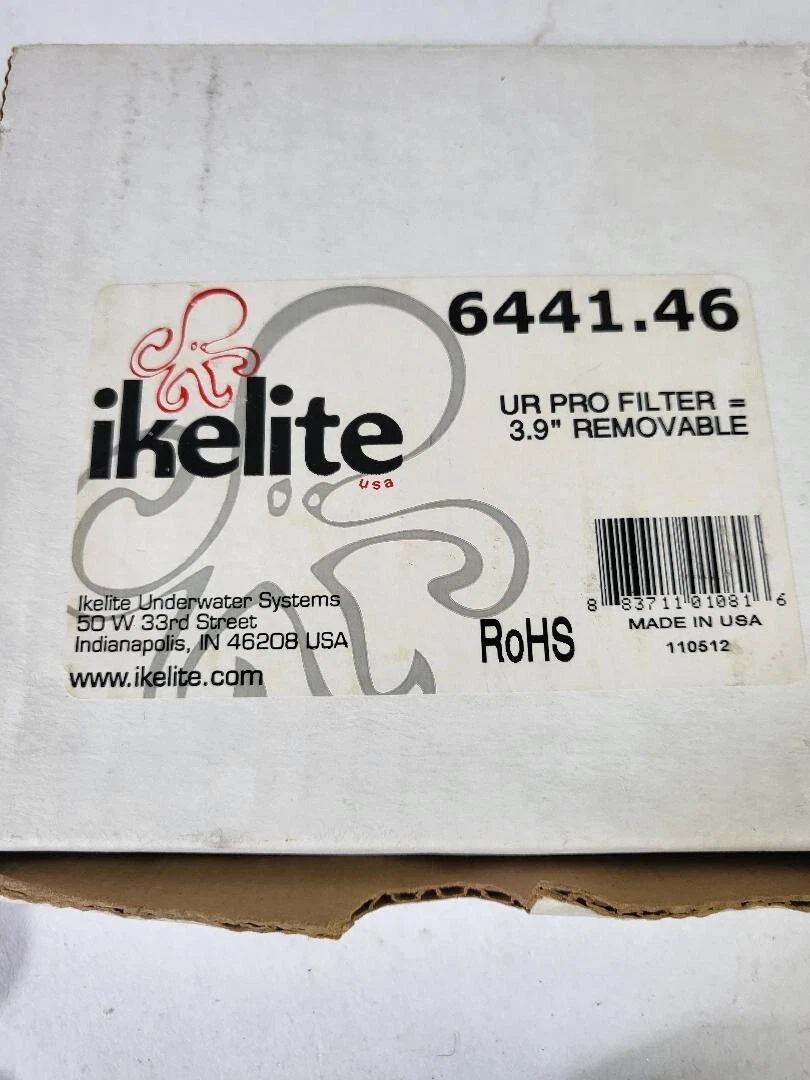 6441.46
ikelite
usa
UR PRO FILTER =
3.9" REMOVABLE
8 83711 01081 6
MADE IN USA
110512
RoHS
Ikelite Underwater Systems
50 W 33rd Street
Indianapolis, IN 46208 USA
www.ikelite.com